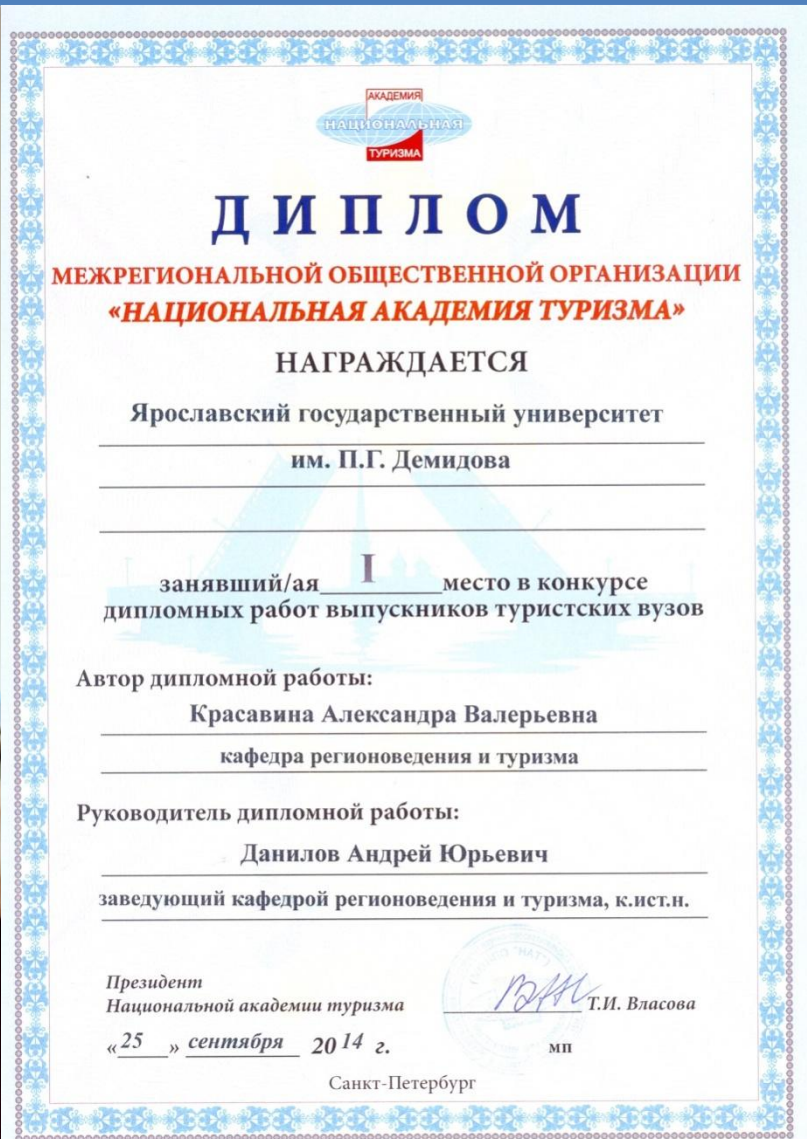 АКАДЕМИЯ
НАЦИОНАЛЬНАЯ
ТУРИЗМА
ДИПЛОМ
МЕЖРЕГИОНАЛЬНОЙ ОБЩЕСТВЕННОЙ ОРГАНИЗАЦИИ
«НАЦИОНАЛЬНАЯ АКАДЕМИЯ ТУРИЗМА»
НАГРАЖДАЕТСЯ
Ярославский государственный университет
им. П.Г. Демидова
занявший/ая I место в конкурсе
дипломных работ выпускников туристских вузов
Автор дипломной работы:
Красавина Александра Валерьевна
кафедра регионоведения и туризма
Руководитель дипломной работы:
Данилов Андрей Юрьевич
заведующий кафедрой регионоведения и туризма, к.ист.н.
Президент
Национальной академии туризма Т.И. Власова
«25» сентября 2014 г. мп
Санкт-Петербург